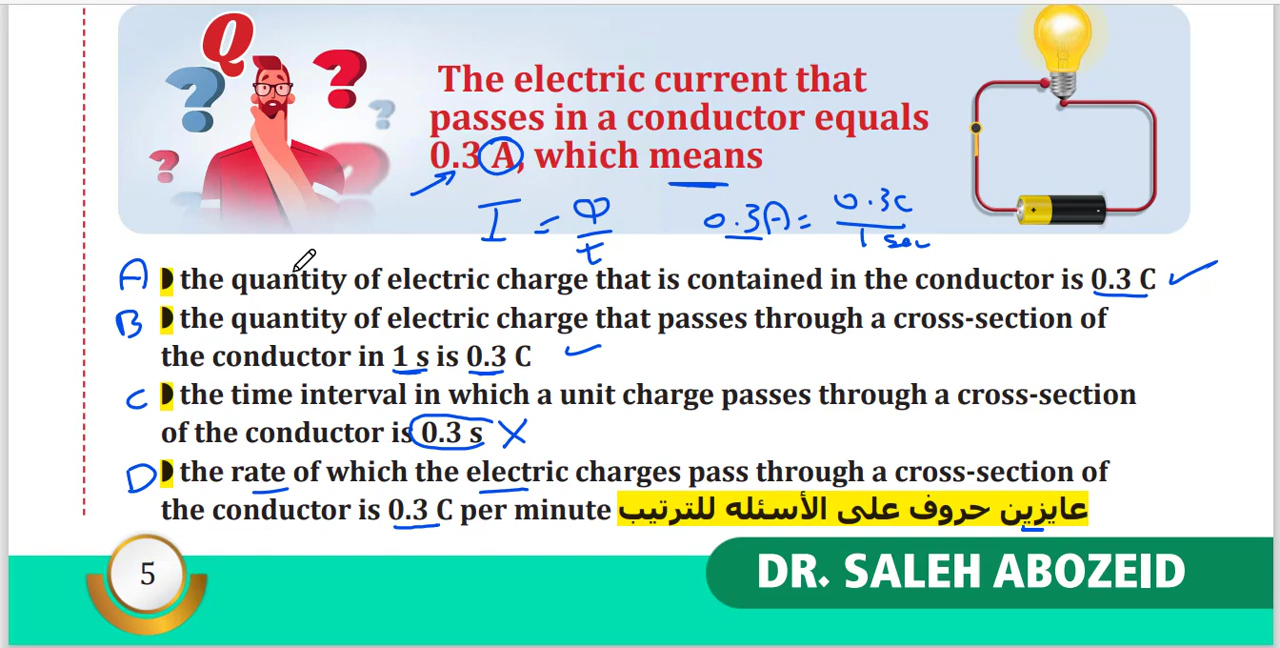 Q
The electric current that
passes in a conductor equals
0.3 A, which means
I = Q/t 0.3A = 0.3C / 1 sec
A the quantity of electric charge that is contained in the conductor is 0.3 C ✓
B the quantity of electric charge that passes through a cross-section of
the conductor in 1 s is 0.3 C ✓
C the time interval in which a unit charge passes through a cross-section
of the conductor is 0.3 s X
D the rate of which the electric charges pass through a cross-section of
the conductor is 0.3 C per minute عايزين حروف على الأسئله للترتيب
5
DR. SALEH ABOZEID